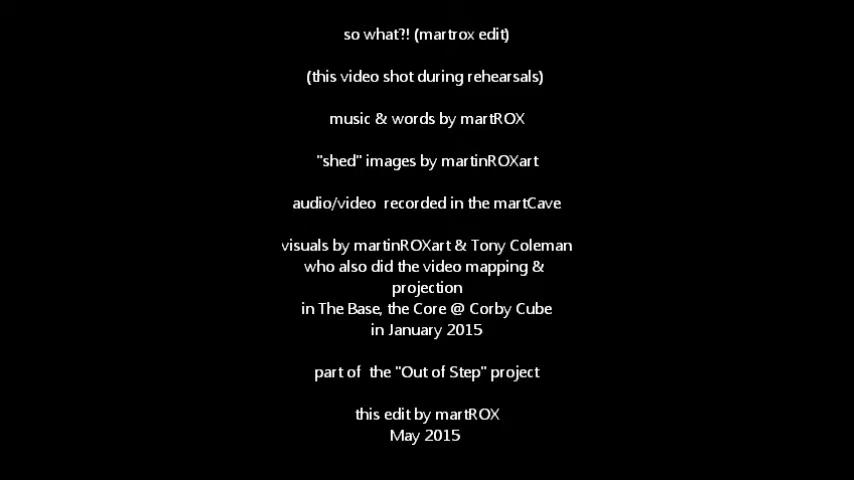 so what?! (martrox edit)
(this video shot during rehearsals)
music & words by martROX
"shed" images by martinROXart
audio/video  recorded in the martCave
visuals by martinROXart & Tony Coleman
who also did the video mapping &
projection
in The Base, the Core @ Corby Cube
in January 2015
part of  the "Out of Step" project
this edit by martROX
May 2015